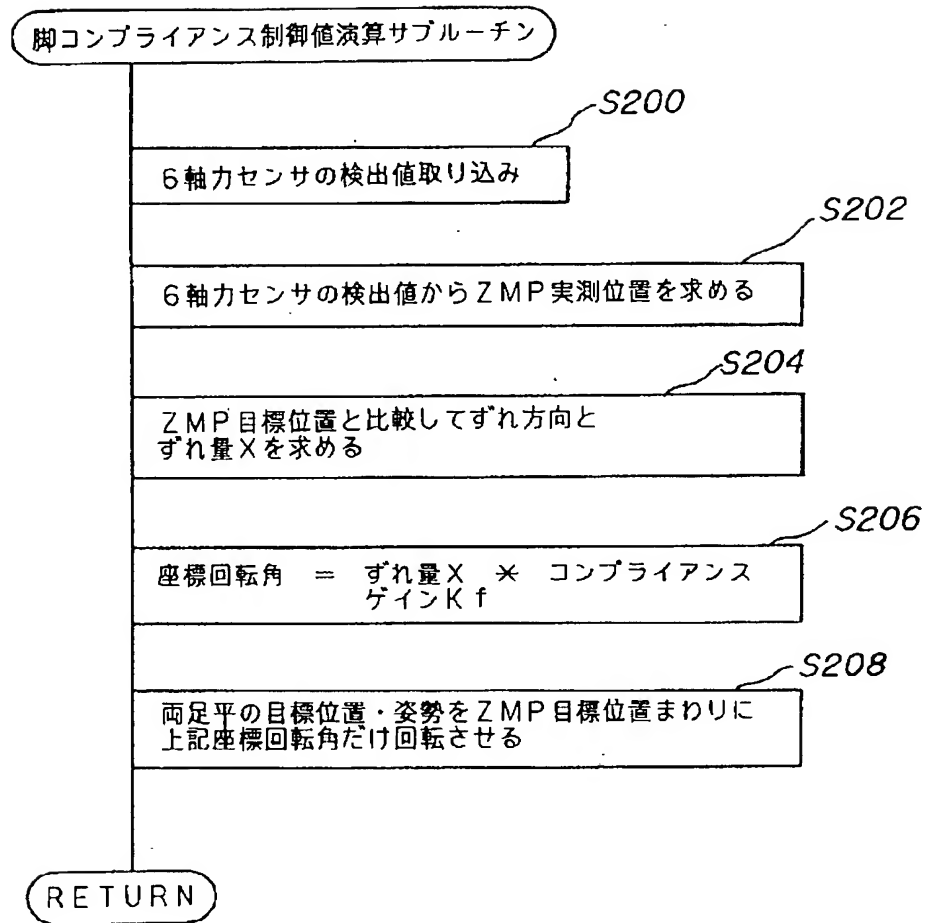 脚コンプライアンス制御値演算サブルーチン
S200
6軸力センサの検出値取り込み
S202
6軸力センサの検出値からZMP実測位置を求める
S204
ZMP目標位置と比較してずれ方向と
ずれ量Xを求める
S206
座標回転角 = ずれ量X * コンプライアンス
ゲインKf
S208
両足平の目標位置・姿勢をZMP目標位置まわりに
上記座標回転角だけ回転させる
RETURN